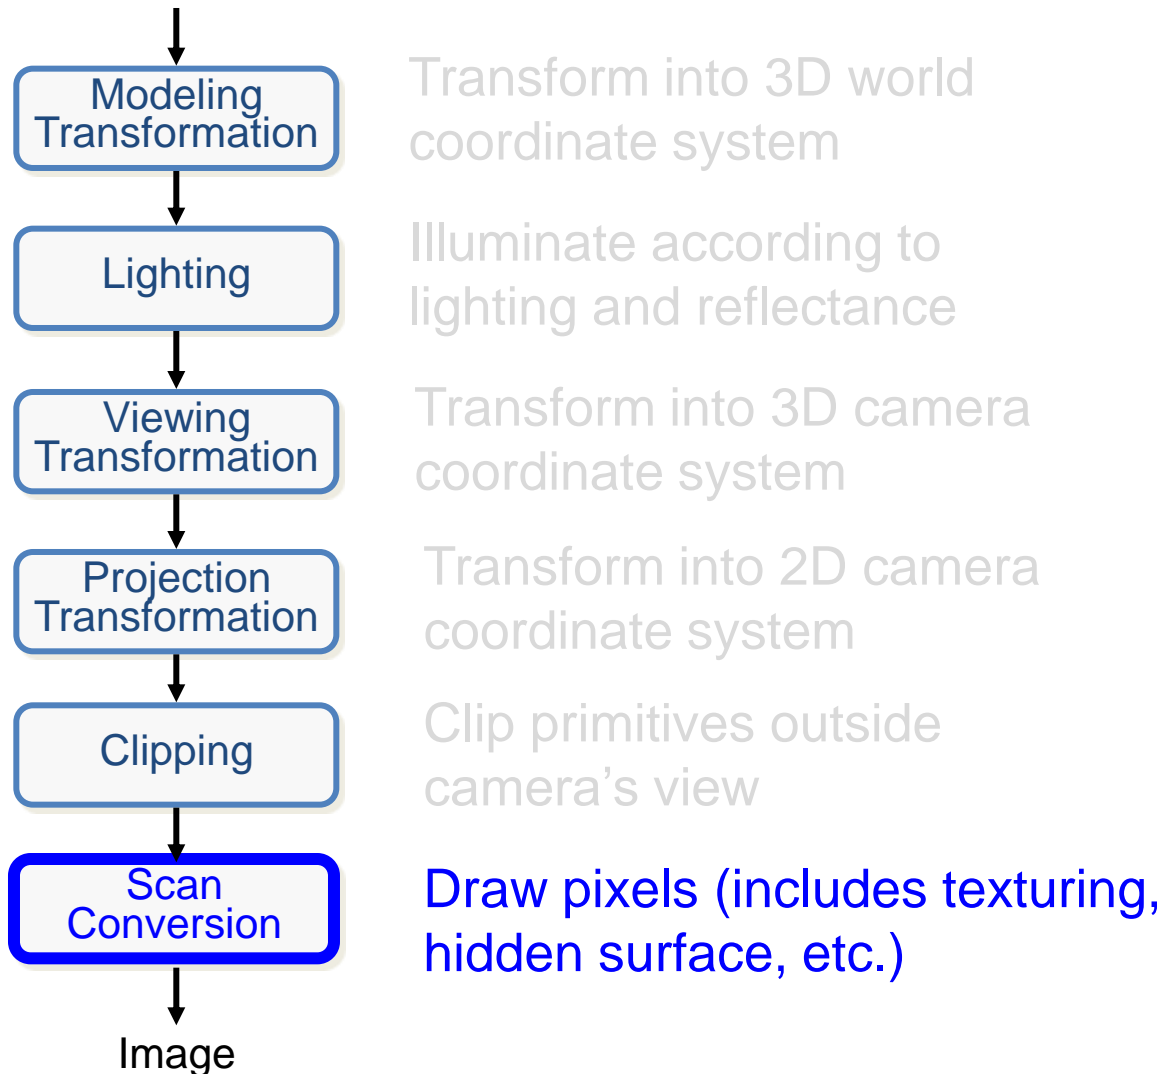 Modeling
Transformation
Transform into 3D world
coordinate system
Lighting
Illuminate according to
lighting and reflectance
Viewing
Transformation
Transform into 3D camera
coordinate system
Projection
Transformation
Transform into 2D camera
coordinate system
Clipping
Clip primitives outside
camera’s view
Scan
Conversion
Draw pixels (includes texturing,
hidden surface, etc.)
Image